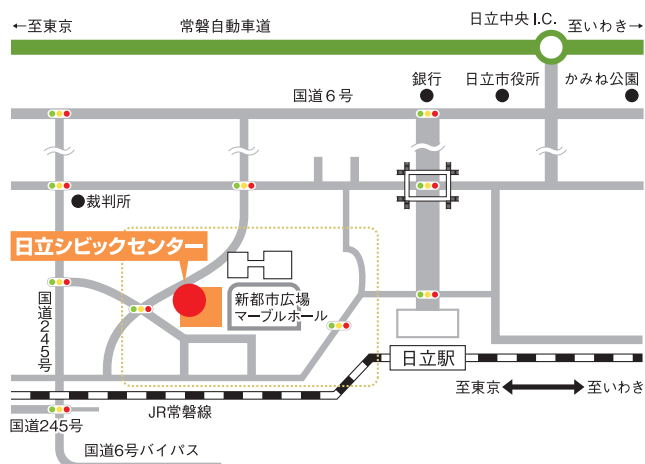 ←至東京
常磐自動車道
日立中央 I.C.
至いわき→
銀行
日立市役所
かみね公園
国道6号
裁判所
日立シビックセンター
新都市広場
マーブルホール
国道245号
日立駅
至東京
至いわき
JR常磐線
国道245号
国道6号バイパス